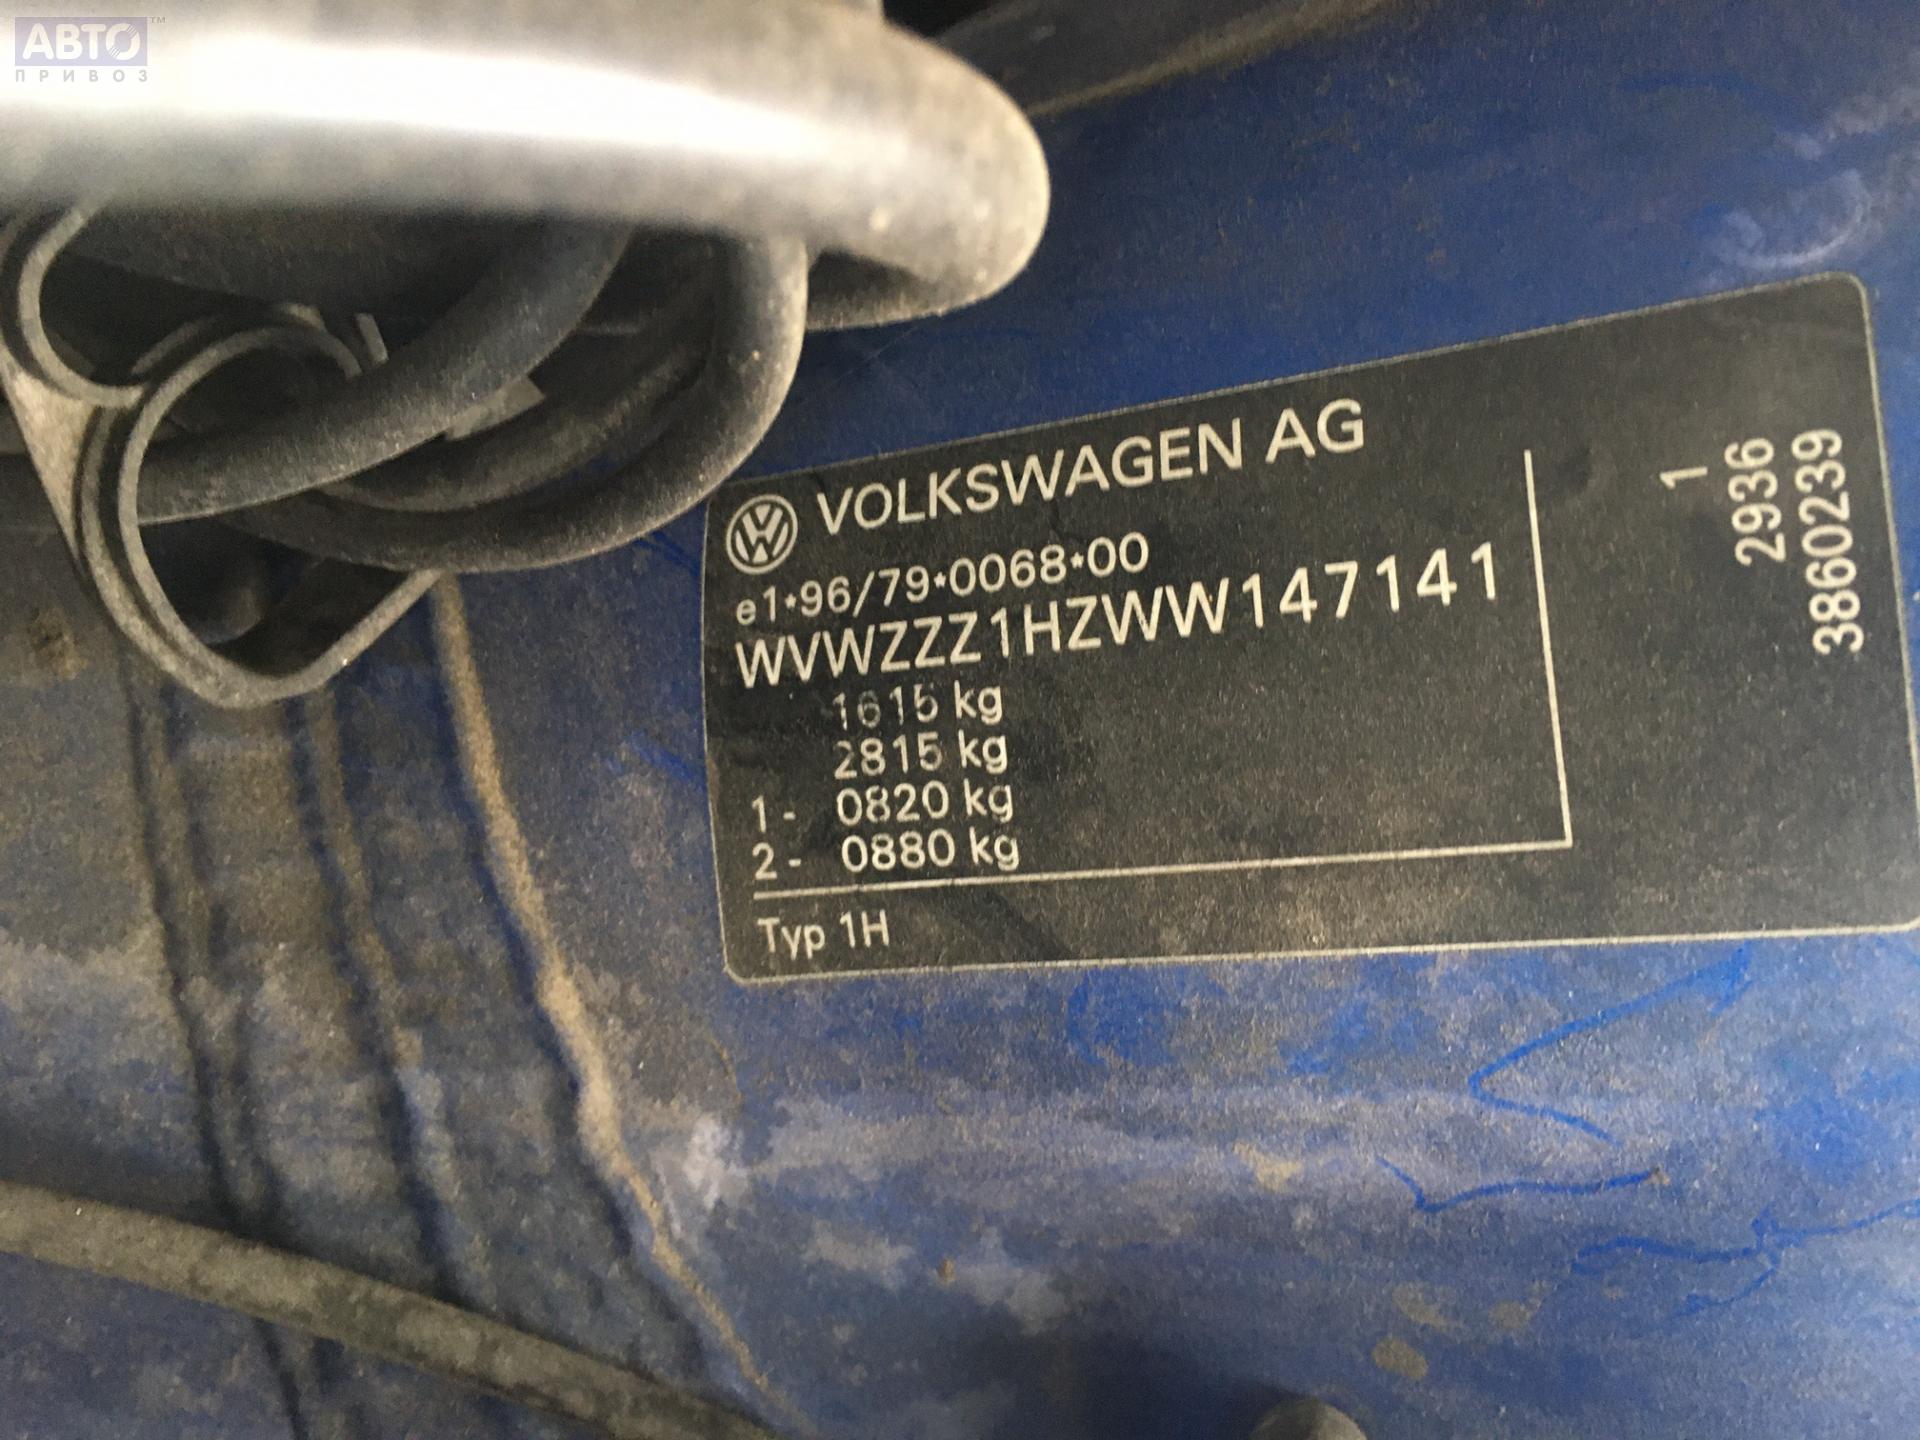 АВТО
ПРИВОЗ
VOLKSWAGEN AG
e1*96/79*0068*00
WVWZZZ1HZWW147141
1615 kg
2815 kg
1- 0820 kg
2- 0880 kg
Typ 1H
1
2936
3860239